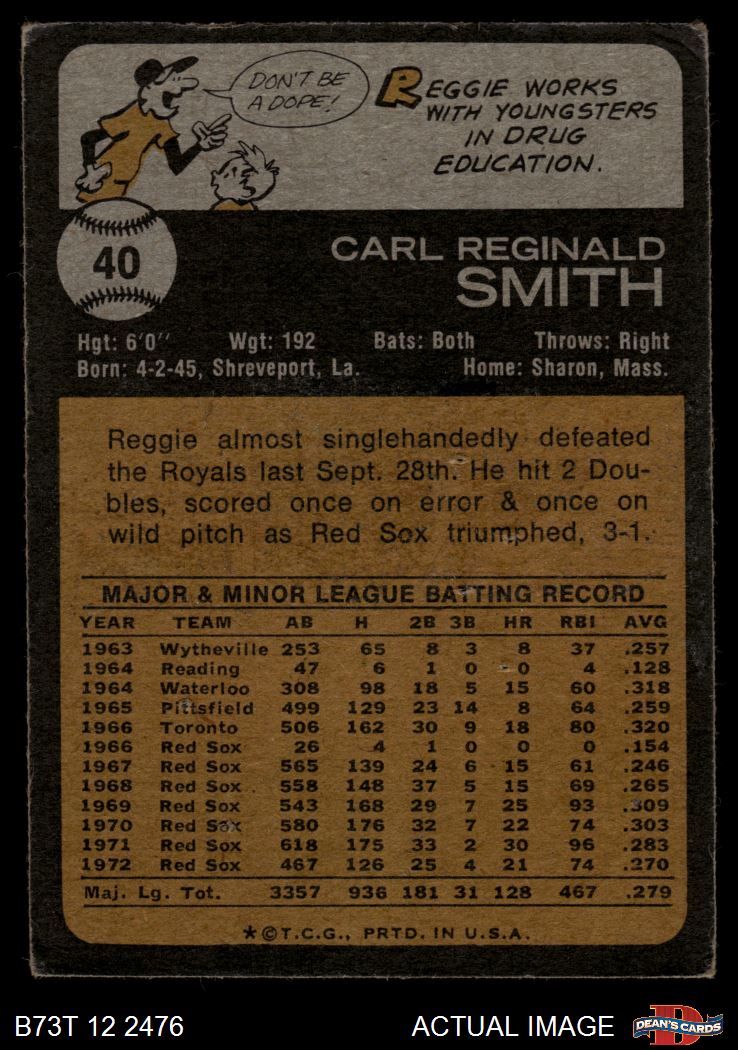 DON'T BE
A DOPE!
REGGIE WORKS
WITH YOUNGSTERS
IN DRUG
EDUCATION.
40
CARL REGINALD
SMITH
Hgt: 6'0" Wgt: 192 Bats: Both Throws: Right
Born: 4-2-45, Shreveport, La. Home: Sharon, Mass.
Reggie almost singlehandedly defeated
the Royals last Sept. 28th. He hit 2 Dou-
bles, scored once on error & once on
wild pitch as Red Sox triumphed, 3-1.
MAJOR & MINOR LEAGUE BATTING RECORD
YEAR TEAM AB H 2B 3B HR RBI AVG
1963 Wytheville 253 65 8 3 8 37 .257
1964 Reading 47 6 1 0 0 4 .128
1964 Waterloo 308 98 18 5 15 60 .318
1965 Pittsfield 499 129 23 14 8 64 .259
1966 Toronto 506 162 30 9 18 80 .320
1966 Red Sox 26 4 1 0 0 0 .154
1967 Red Sox 565 139 24 6 15 61 .246
1968 Red Sox 558 148 37 5 15 69 .265
1969 Red Sox 543 168 29 7 25 93 .309
1970 Red Sox 580 176 32 7 22 74 .303
1971 Red Sox 618 175 33 2 30 96 .283
1972 Red Sox 467 126 25 4 21 74 .270
Maj. Lg. Tot. 3357 936 181 31 128 467 .279
*©T.C.G., PRTD. IN U.S.A.
B73T 12 2476 ACTUAL IMAGE D DEAN'S CARDS